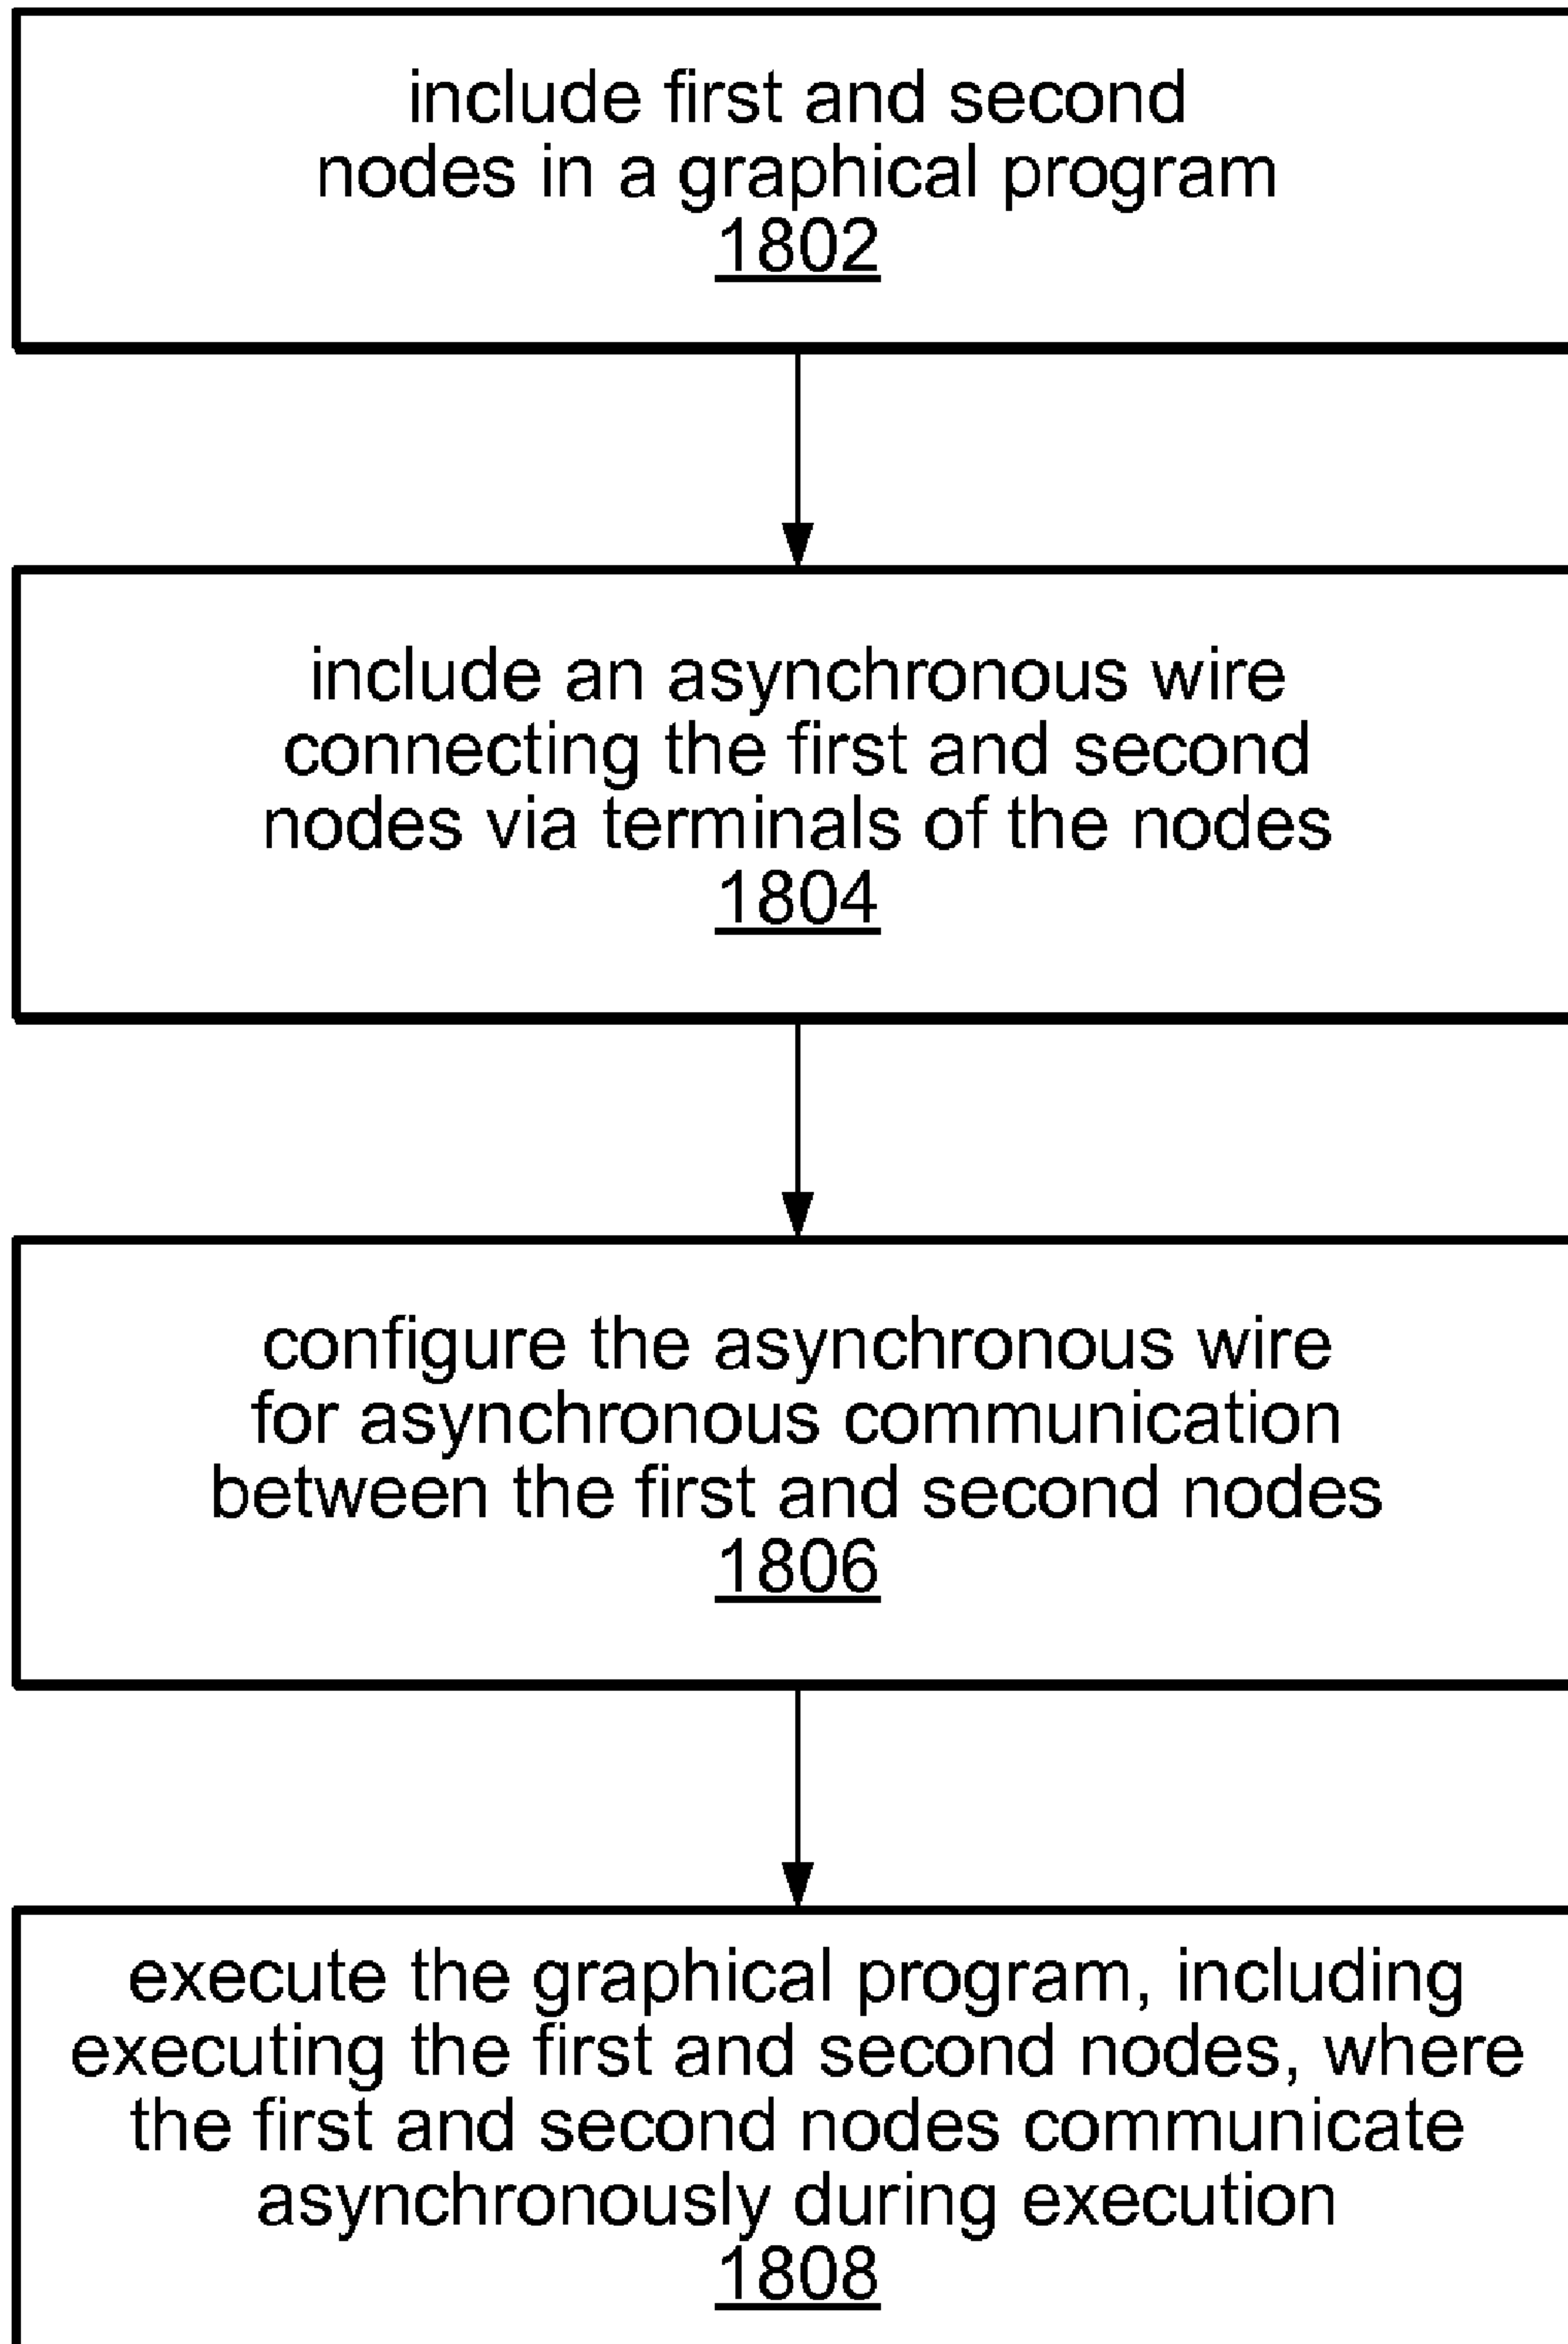 include first and second
nodes in a graphical program
1802
include an asynchronous wire
connecting the first and second
nodes via terminals of the nodes
1804
configure the asynchronous wire
for asynchronous communication
between the first and second nodes
1806
execute the graphical program, including
executing the first and second nodes, where
the first and second nodes communicate
asynchronously during execution
1808